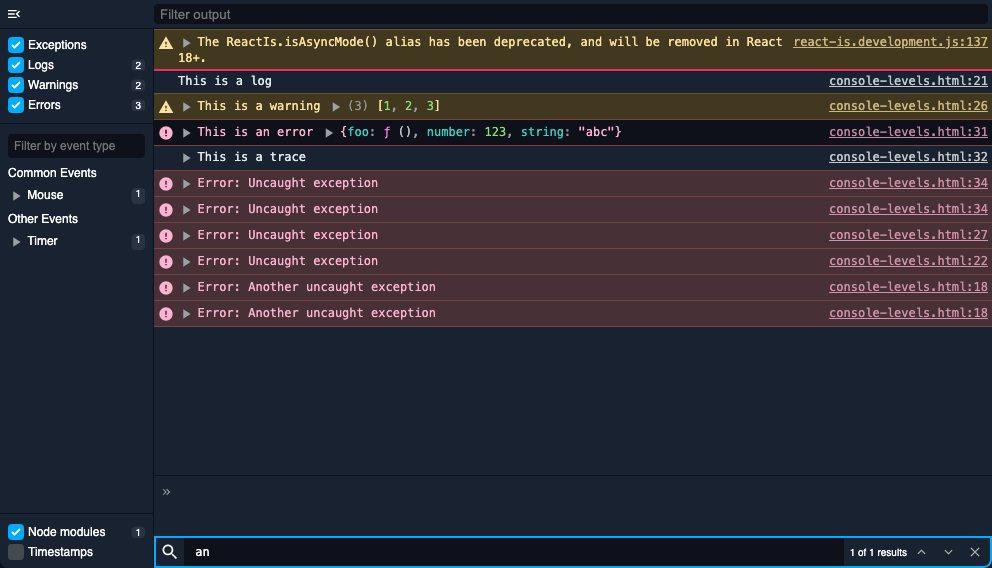 Filter output
Exceptions
Logs 2
Warnings 2
Errors 3
Filter by event type
Common Events
Mouse 1
Other Events
Timer 1
Node modules 1
Timestamps
The ReactIs.isAsyncMode() alias has been deprecated, and will be removed in React react-is.development.js:137
18+.
This is a log console-levels.html:21
This is a warning (3) [1, 2, 3] console-levels.html:26
This is an error {foo: ƒ (), number: 123, string: "abc"} console-levels.html:31
This is a trace console-levels.html:32
Error: Uncaught exception console-levels.html:34
Error: Uncaught exception console-levels.html:34
Error: Uncaught exception console-levels.html:27
Error: Uncaught exception console-levels.html:22
Error: Another uncaught exception console-levels.html:18
Error: Another uncaught exception console-levels.html:18
»
an 1 of 1 results